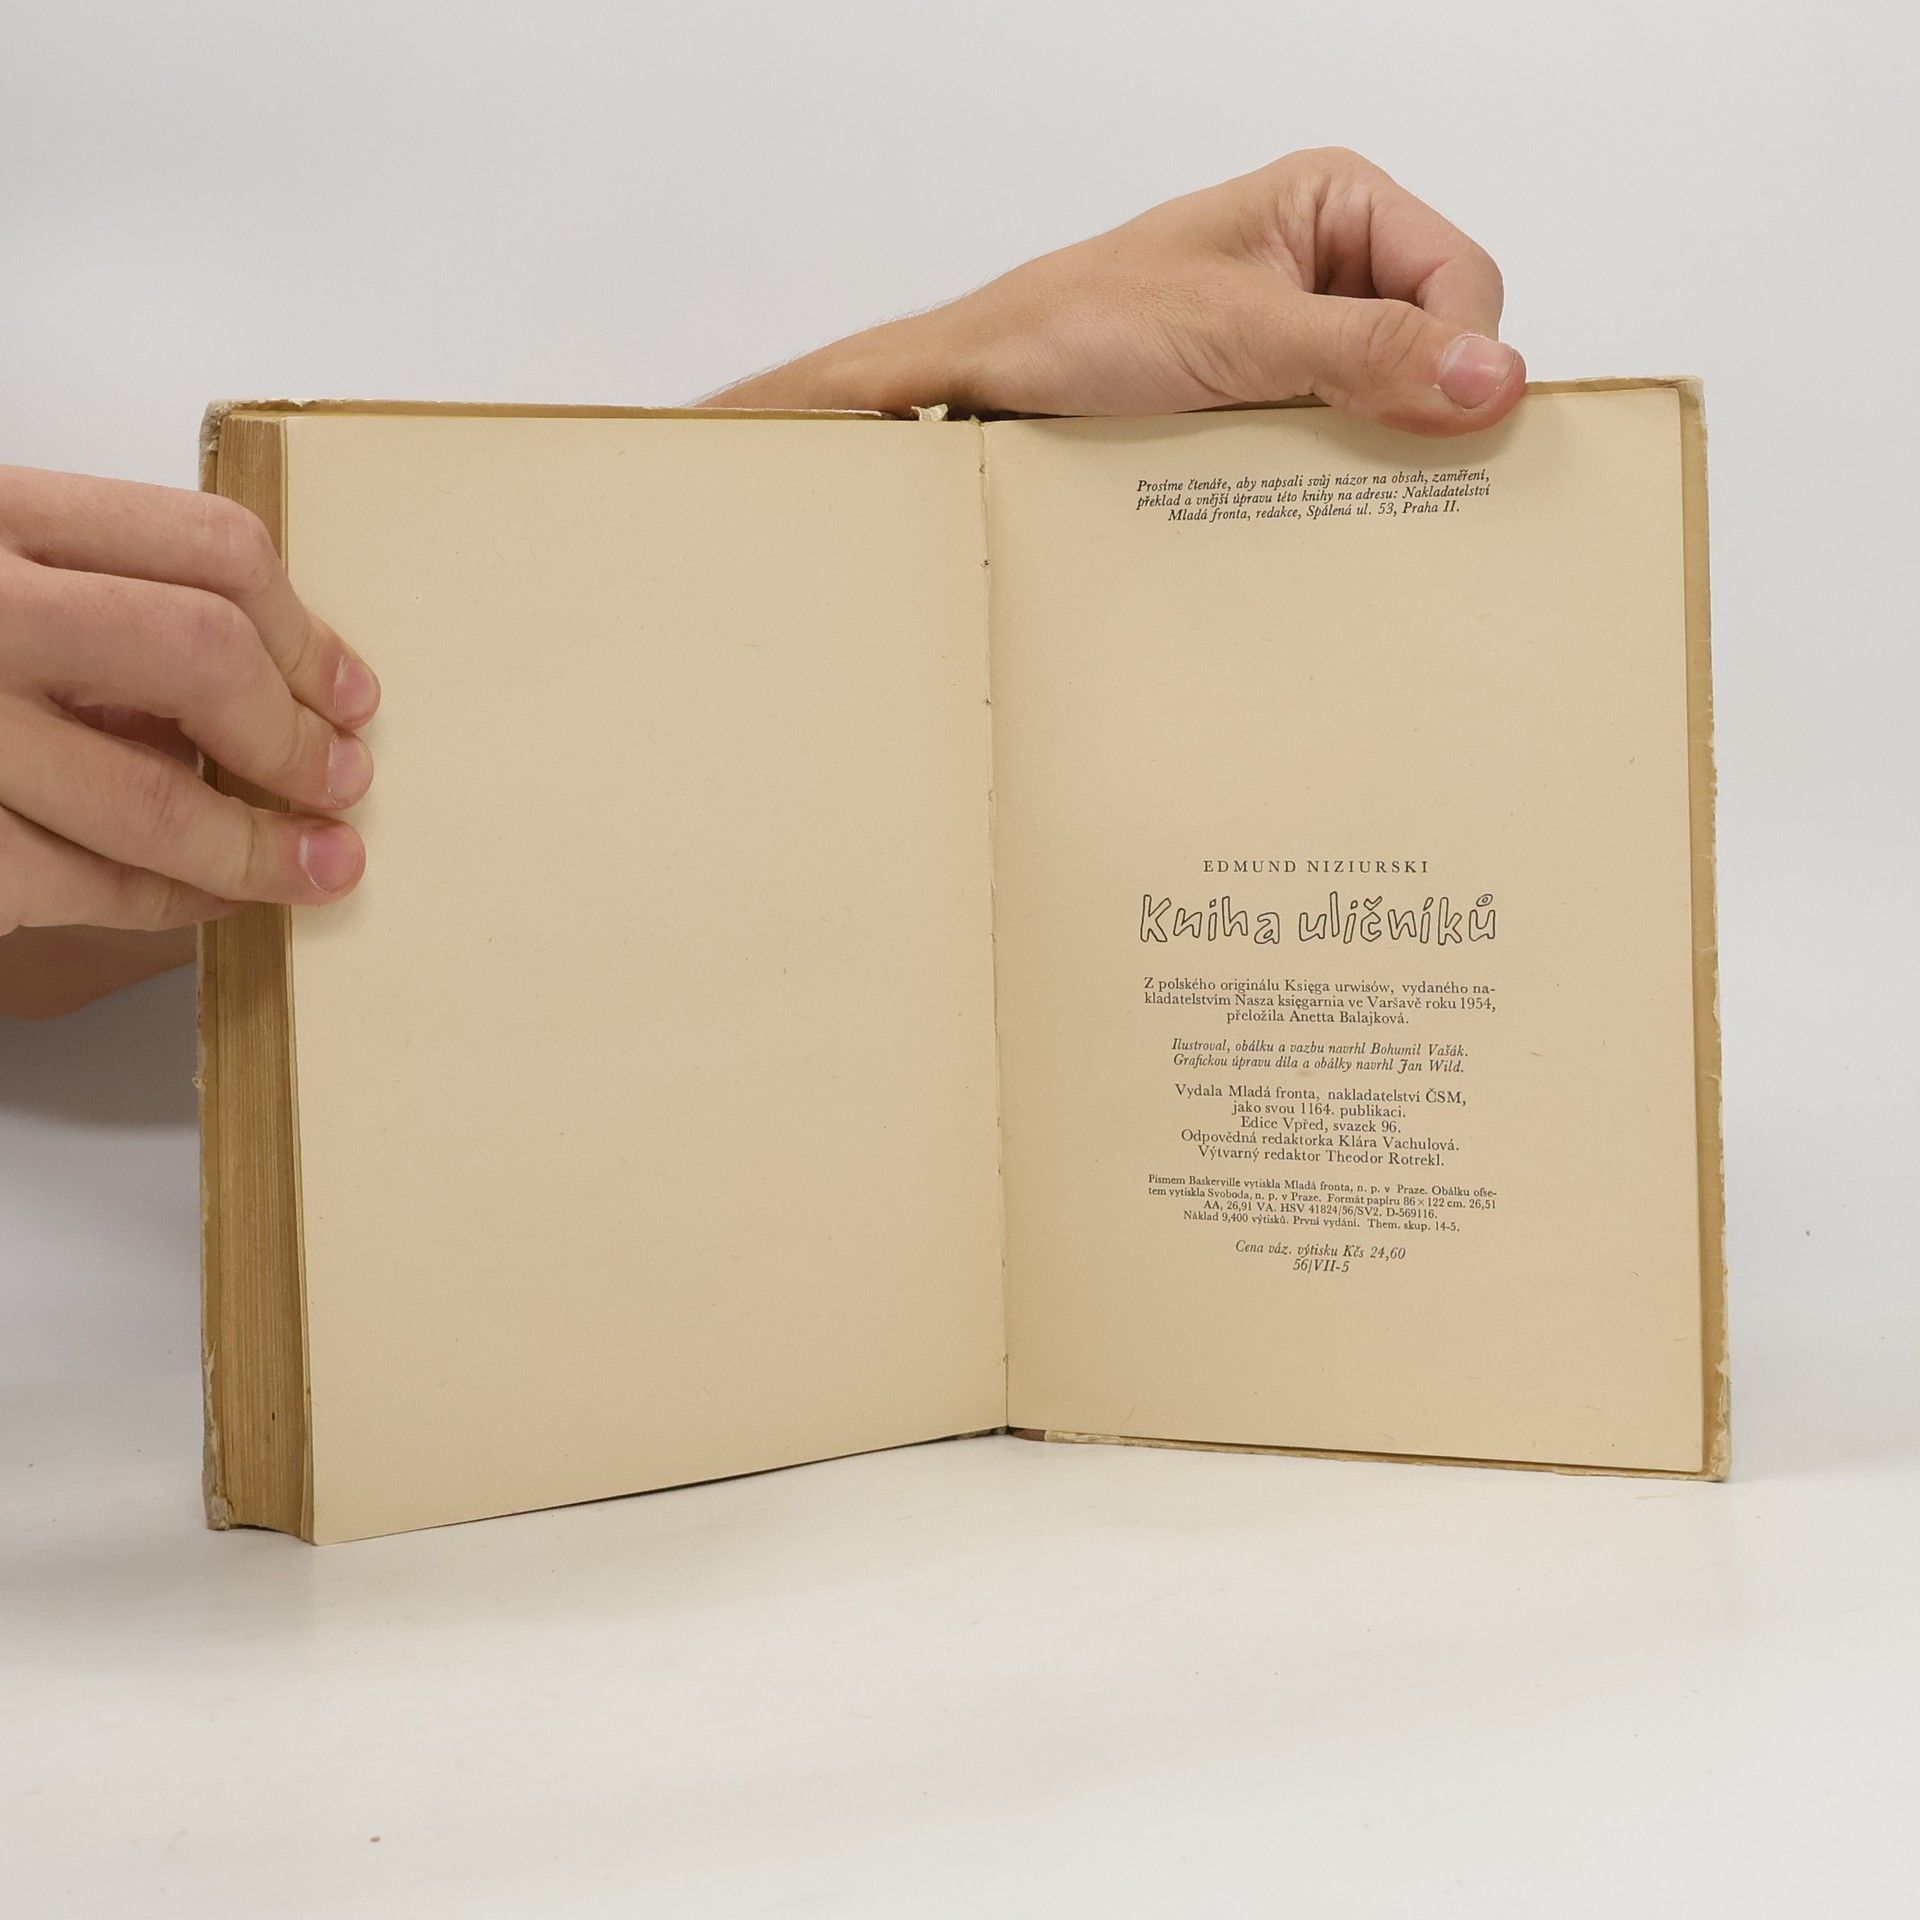 Prosíme čtenáře, aby napsali svůj názor na obsah, zaměření,
překlad a vnější úpravu této knihy na adresu: Nakladatelství
Mladá fronta, redakce, Spálená ul. 53, Praha II.
EDMUND NIZIURSKI
Kniha uličníků
Z polského originálu Księga urwisów, vydaného na-
kladatelstvím Nasza księgarnia ve Varšavě roku 1954,
přeložila Anetta Balajková.
Ilustroval, obálku a vazbu navrhl Bohumil Vašák.
Grafickou úpravu díla a obálky navrhl Jan Wild.
Vydala Mladá fronta, nakladatelství ČSM,
jako svou 1164. publikaci.
Edice Vpřed, svazek 96.
Odpovědná redaktorka Klára Vachulová.
Výtvarný redaktor Theodor Rotrekl.
Písmem Baskerville vytiskla Mladá fronta, n. p. v Praze. Obálku ofse-
tem vytiskla Svoboda, n. p. v Praze. Formát papíru 86×122 cm. 26,51
AA, 26,91 VA. HSV 41824/56/SV2. D-569116.
Náklad 9,400 výtisků. První vydání. Them. skup. 14-5.
Cena váz. výtisku Kčs 24,60
56/VII-5